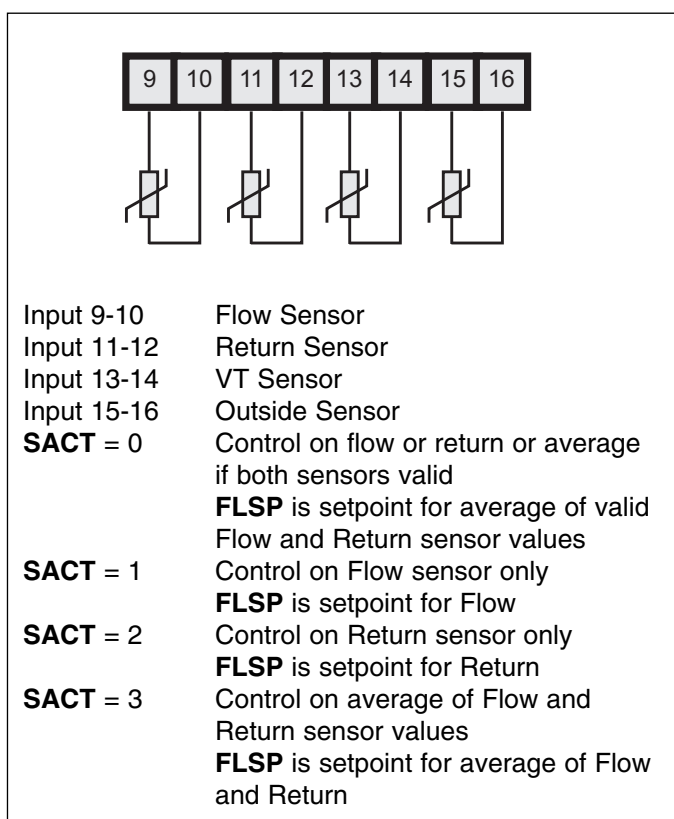 9 10 11 12 13 14 15 16
Input 9-10 Flow Sensor
Input 11-12 Return Sensor
Input 13-14 VT Sensor
Input 15-16 Outside Sensor
SACT = 0 Control on flow or return or average
if both sensors valid
FLSP is setpoint for average of valid
Flow and Return sensor values
SACT = 1 Control on Flow sensor only
FLSP is setpoint for Flow
SACT = 2 Control on Return sensor only
FLSP is setpoint for Return
SACT = 3 Control on average of Flow and
Return sensor values
FLSP is setpoint for average of Flow
and Return